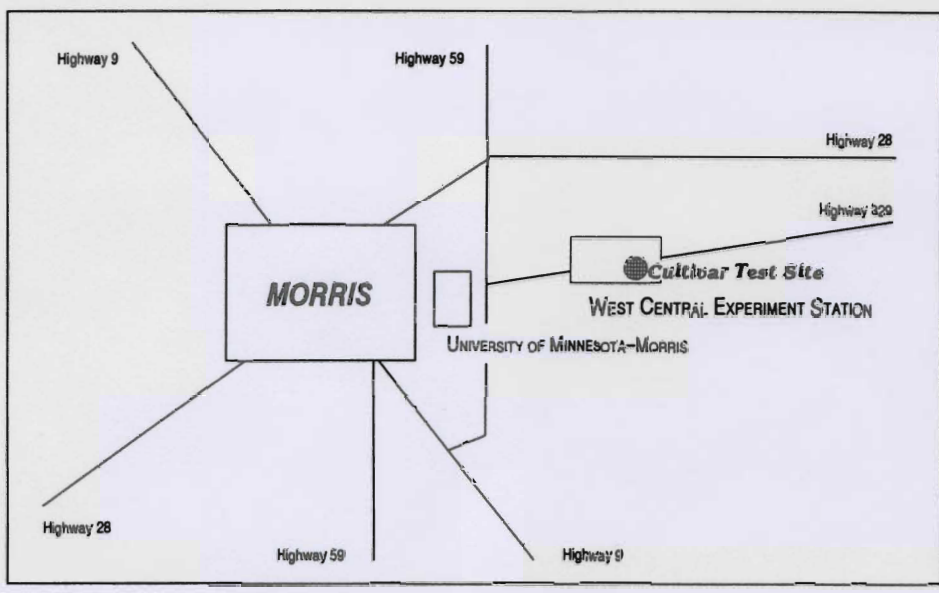 Highway 9
Highway 59
Highway 28
Highway 329
MORRIS
Cultivar Test Site
WEST CENTRAL EXPERIMENT STATION
UNIVERSITY OF MINNESOTA-MORRIS
Highway 28
Highway 59
Highway 9